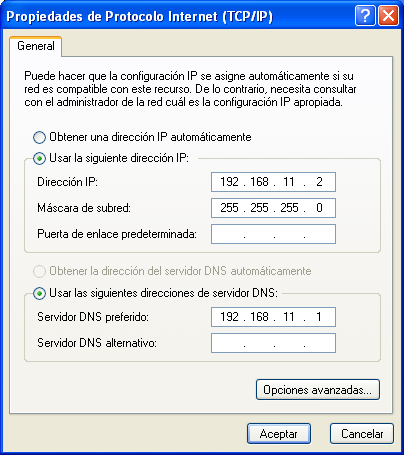 Propiedades de Protocolo Internet (TCP/IP)
General
Puede hacer que la configuración IP se asigne automáticamente si su
red es compatible con este recurso. De lo contrario, necesita consultar
con el administrador de la red cuál es la configuración IP apropiada.
Obtener una dirección IP automáticamente
Usar la siguiente dirección IP:
Dirección IP: 192 . 168 . 11 . 2
Máscara de subred: 255 . 255 . 255 . 0
Puerta de enlace predeterminada: . . .
Obtener la dirección del servidor DNS automáticamente
Usar las siguientes direcciones de servidor DNS:
Servidor DNS preferido: 192 . 168 . 11 . 1
Servidor DNS alternativo: . . .
Opciones avanzadas...
Aceptar Cancelar